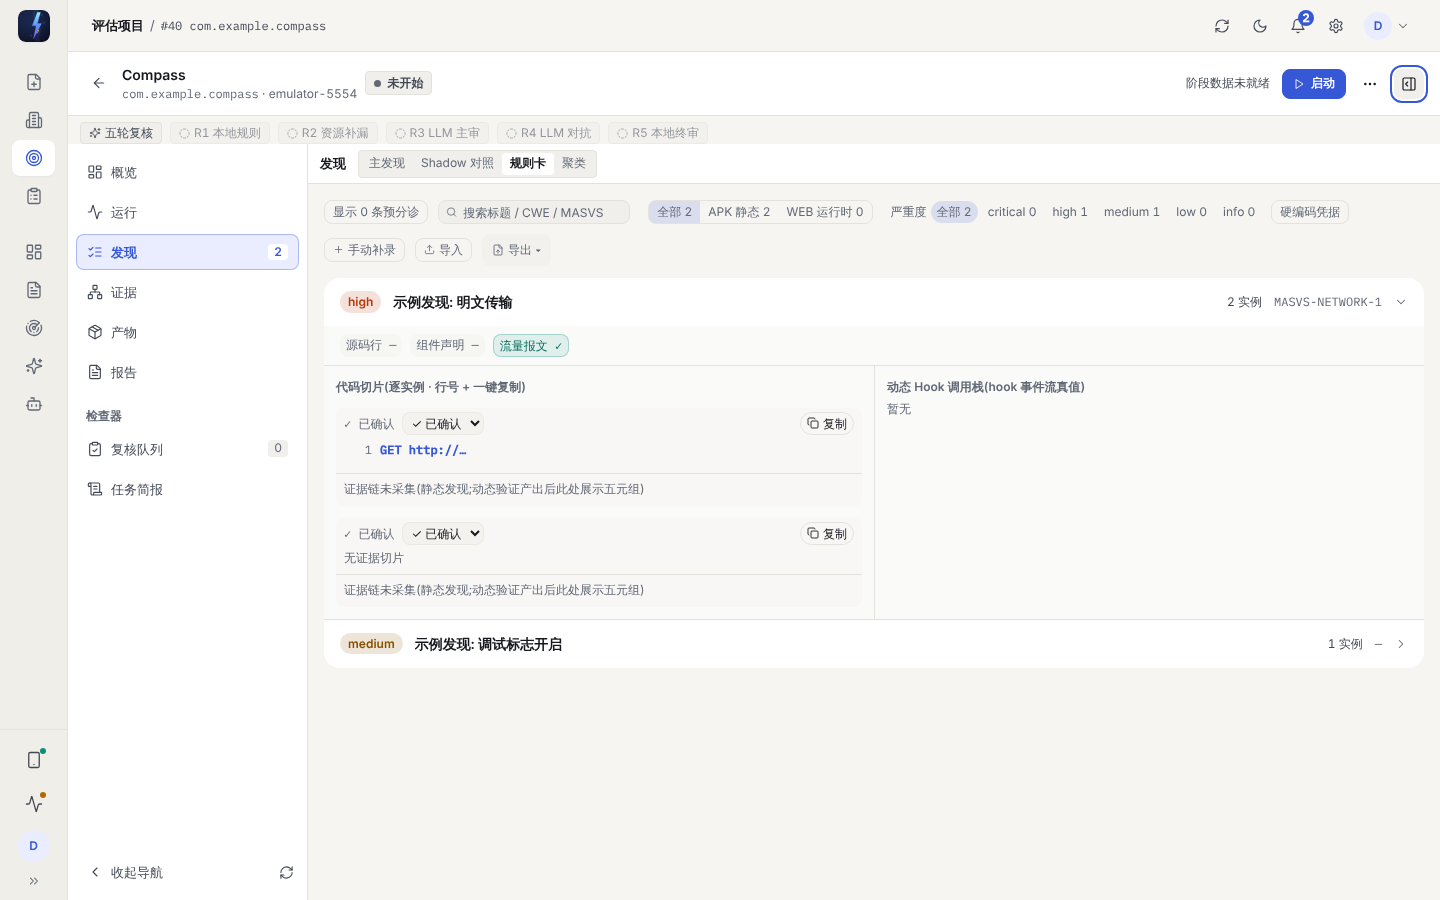 评估项目 / #40 com.example.compass
2
D
Compass
com.example.compass · emulator-5554
未开始
阶段数据未就绪
启动
五轮复核
R1 本地规则
R2 资源补漏
R3 LLM 主审
R4 LLM 对抗
R5 本地终审
概览
运行
发现 2
证据
产物
报告
检查器
复核队列 0
任务简报
收起导航
D
发现
主发现
Shadow 对照
规则卡
聚类
显示 0 条预分诊
搜索标题 / CWE / MASVS
全部 2
APK 静态 2
WEB 运行时 0
严重度
全部 2
critical 0
high 1
medium 1
low 0
info 0
硬编码凭据
+ 手动补录
导入
导出
high 示例发现: 明文传输
2 实例 MASVS-NETWORK-1
源码行 —
组件声明 —
流量报文 ✓
代码切片(逐实例 · 行号 + 一键复制)
✓ 已确认
✓ 已确认
复制
1 GET http://…
证据链未采集(静态发现;动态验证产出后此处展示五元组)
✓ 已确认
✓ 已确认
复制
无证据切片
证据链未采集(静态发现;动态验证产出后此处展示五元组)
动态 Hook 调用栈(hook 事件流真值)
暂无
medium 示例发现: 调试标志开启
1 实例 —